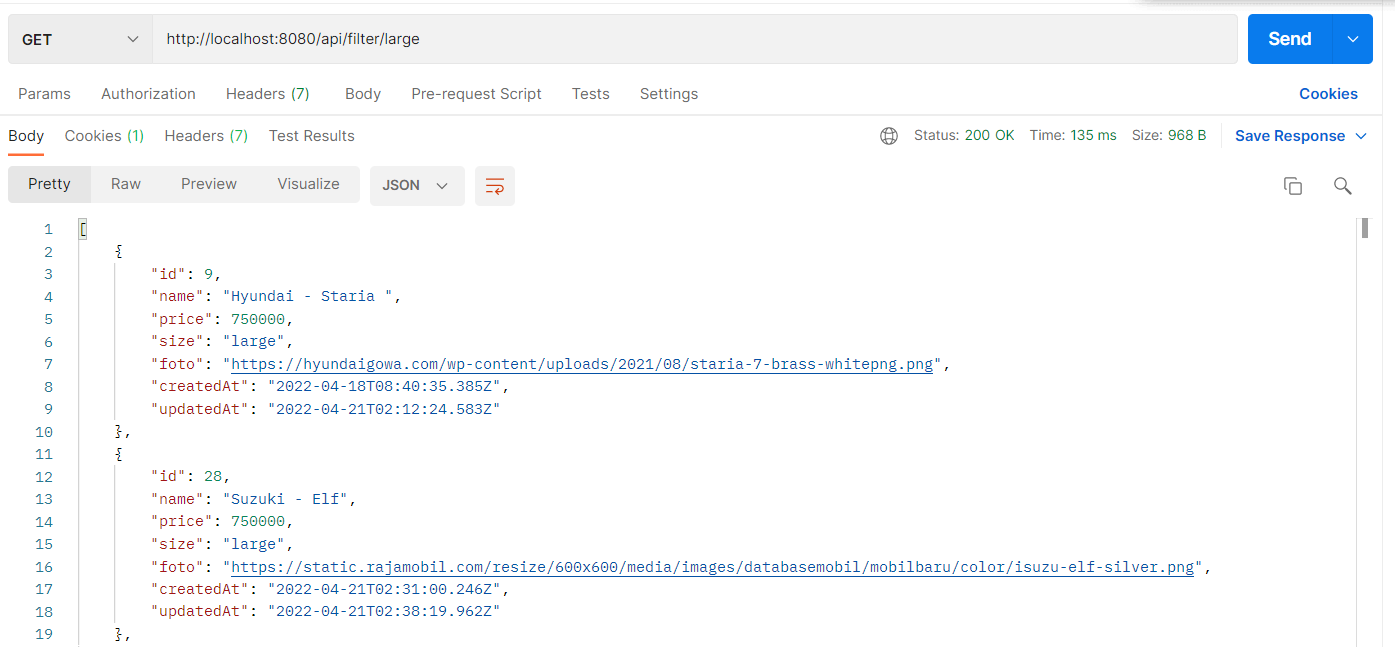 GET http://localhost:8080/api/filter/large Send
Params Authorization Headers (7) Body Pre-request Script Tests Settings Cookies
Body Cookies (1) Headers (7) Test Results Status: 200 OK Time: 135 ms Size: 968 B Save Response
Pretty Raw Preview Visualize JSON
1 [
2 {
3 "id": 9,
4 "name": "Hyundai - Staria ",
5 "price": 750000,
6 "size": "large",
7 "foto": "https://hyundaigowa.com/wp-content/uploads/2021/08/staria-7-brass-whitepng.png",
8 "createdAt": "2022-04-18T08:40:35.385Z",
9 "updatedAt": "2022-04-21T02:12:24.583Z"
10 },
11 {
12 "id": 28,
13 "name": "Suzuki - Elf",
14 "price": 750000,
15 "size": "large",
16 "foto": "https://static.rajamobil.com/resize/600x600/media/images/databasemobil/mobilbaru/color/isuzu-elf-silver.png",
17 "createdAt": "2022-04-21T02:31:00.246Z",
18 "updatedAt": "2022-04-21T02:38:19.962Z"
19 },